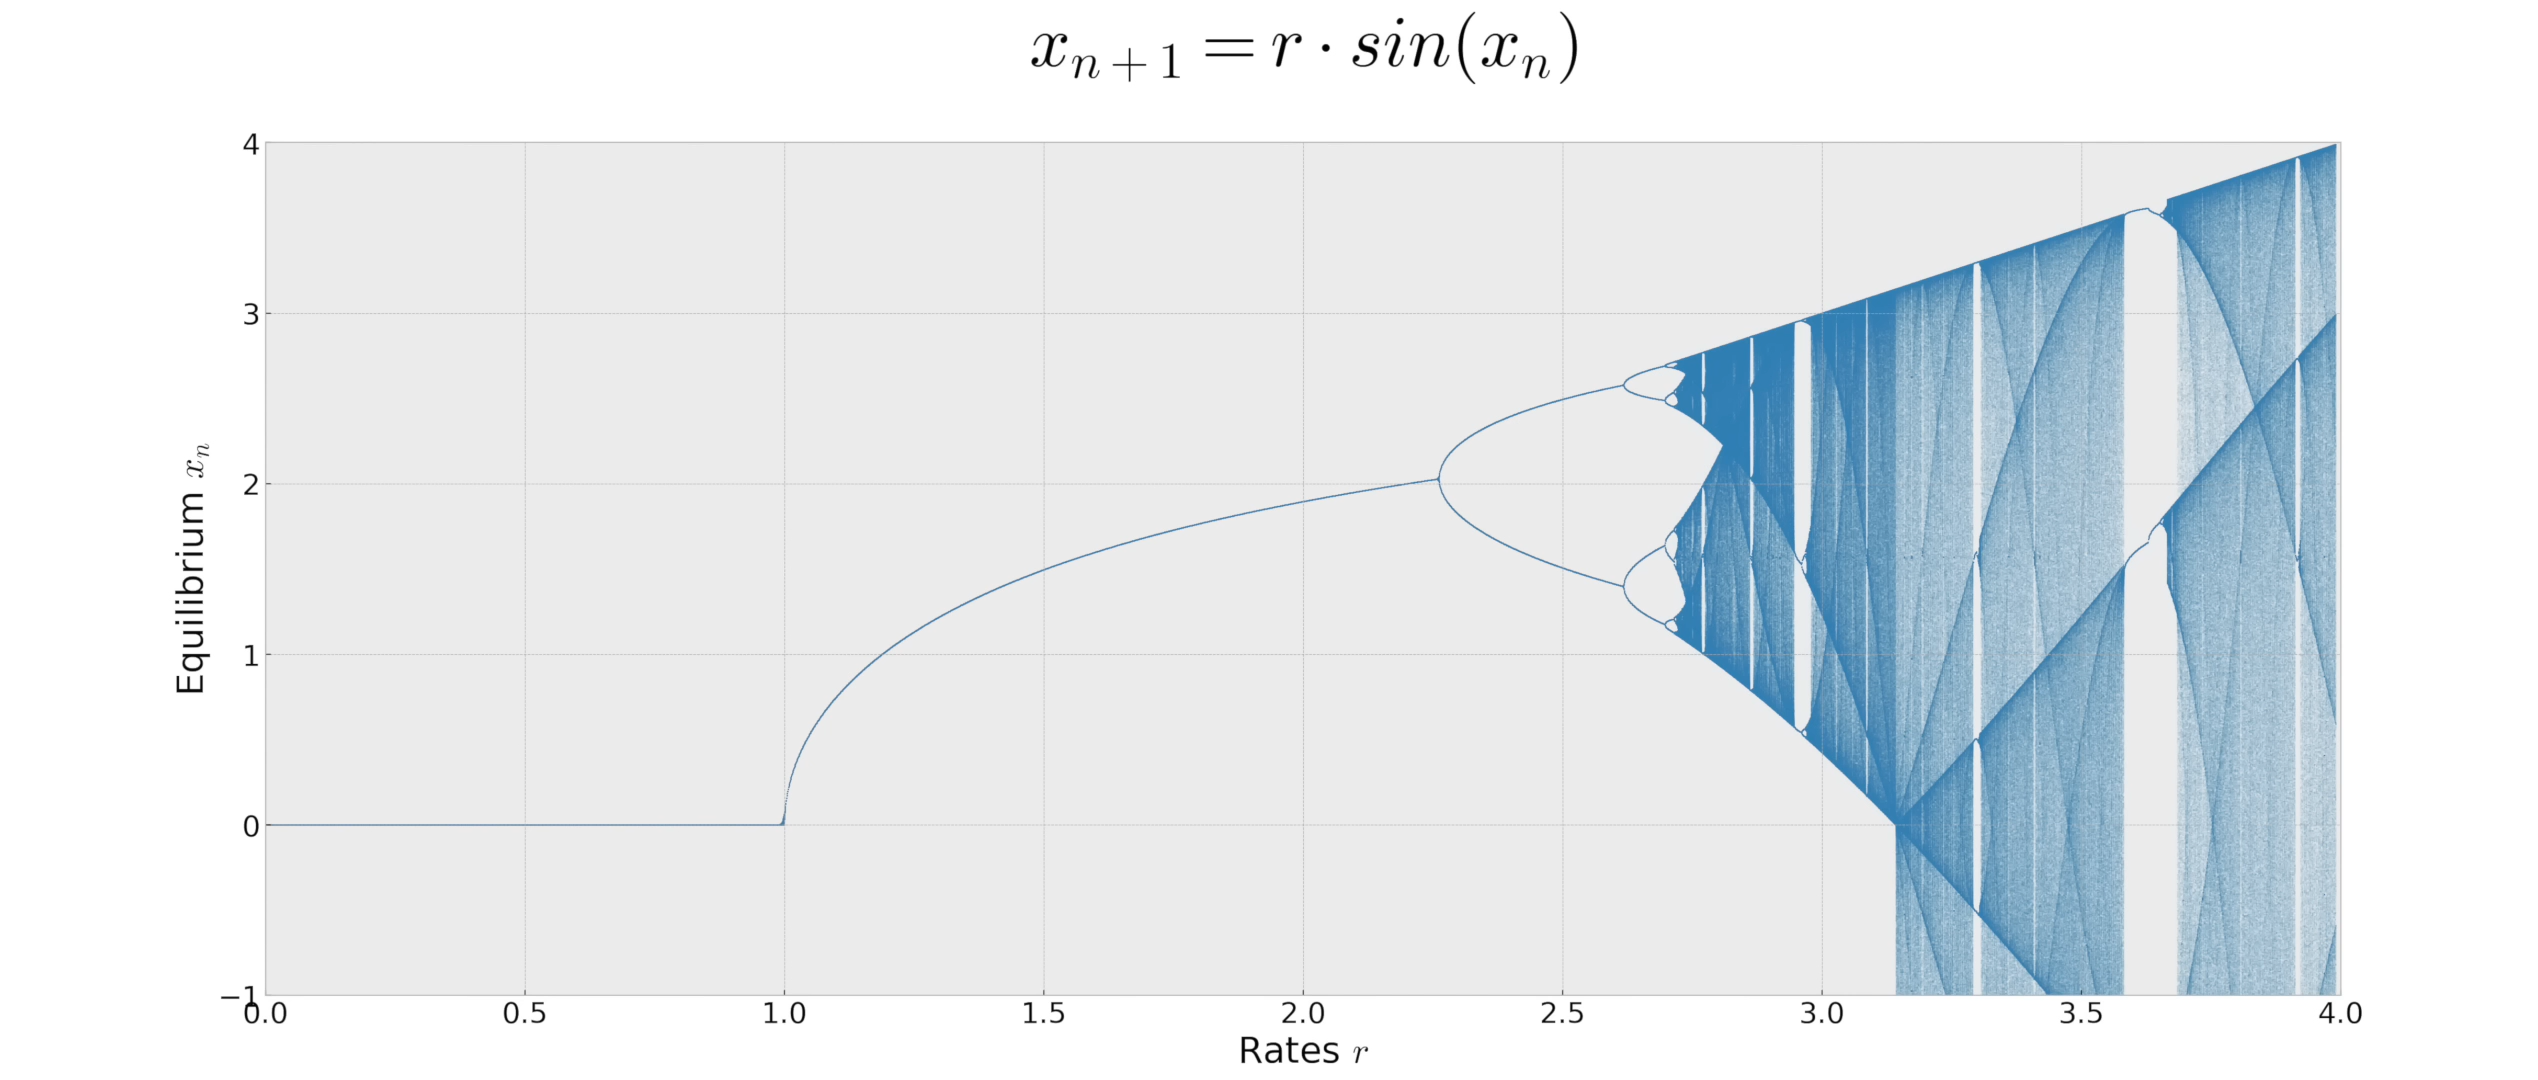 x_{n+1} = r · sin(x_n)
4
3
2
1
0
−1
Equilibrium x_n
0.0 0.5 1.0 1.5 2.0 2.5 3.0 3.5 4.0
Rates r